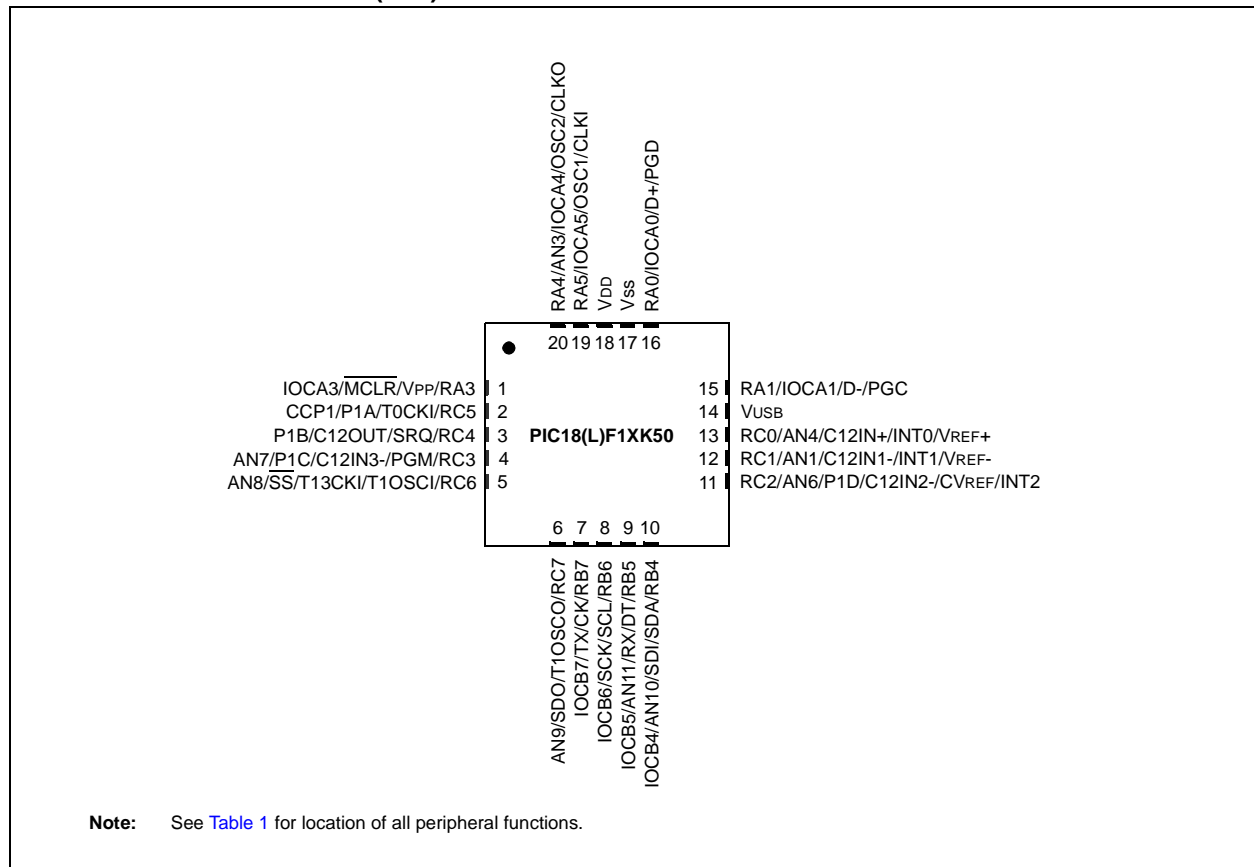 RA4/AN3/IOCA4/OSC2/CLKO
RA5/IOCA5/OSC1/CLKI
VDD
VSS
RA0/IOCA0/D+/PGD
20 19 18 17 16
IOCA3/MCLR/VPP/RA3 1
CCP1/P1A/T0CKI/RC5 2
P1B/C12OUT/SRQ/RC4 3
AN7/P1C/C12IN3-/PGM/RC3 4
AN8/SS/T13CKI/T1OSCI/RC6 5
PIC18(L)F1XK50
15 RA1/IOCA1/D-/PGC
14 VUSB
13 RC0/AN4/C12IN+/INT0/VREF+
12 RC1/AN1/C12IN1-/INT1/VREF-
11 RC2/AN6/P1D/C12IN2-/CVREF/INT2
6 7 8 9 10
AN9/SDO/T1OSCO/RC7
IOCB7/TX/CK/RB7
IOCB6/SCK/SCL/RB6
IOCB5/AN11/RX/DT/RB5
IOCB4/AN10/SDI/SDA/RB4
Note: See Table 1 for location of all peripheral functions.